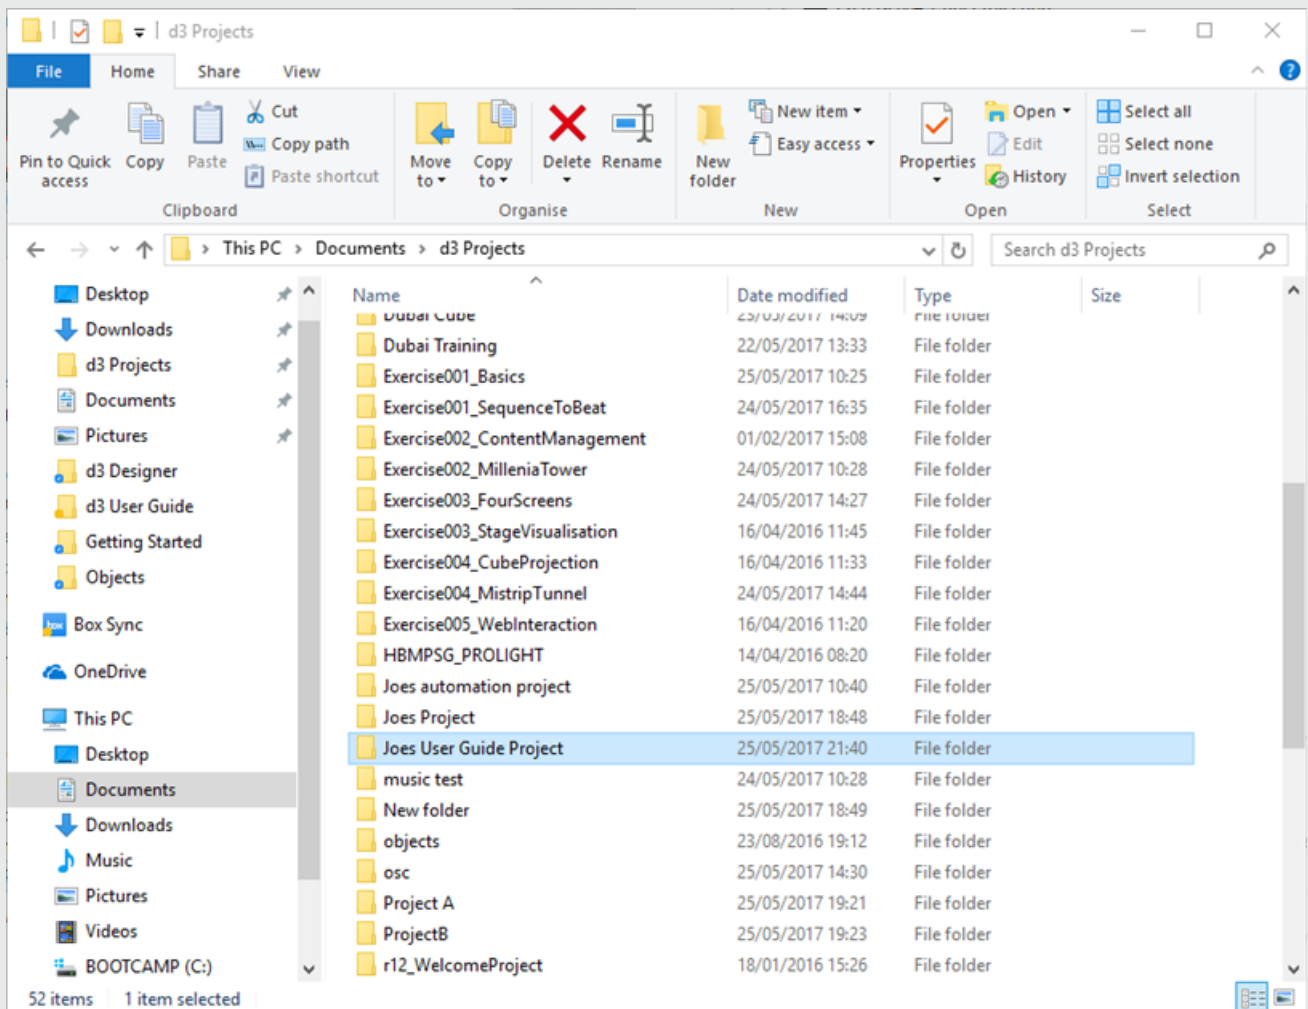 d3 Projects
File Home Share View
Pin to Quick access
Copy
Paste
Cut
Copy path
Paste shortcut
Move to
Copy to
Delete
Rename
New folder
New item
Easy access
Properties
Open
Edit
History
Select all
Select none
Invert selection
Clipboard Organise New Open Select
This PC > Documents > d3 Projects
Search d3 Projects
Desktop
Downloads
d3 Projects
Documents
Pictures
d3 Designer
d3 User Guide
Getting Started
Objects
Box Sync
OneDrive
This PC
Desktop
Documents
Downloads
Music
Pictures
Videos
BOOTCAMP (C:)
Name Date modified Type Size
Dubai Cube 23/05/2017 14:09 File folder
Dubai Training 22/05/2017 13:33 File folder
Exercise001_Basics 25/05/2017 10:25 File folder
Exercise001_SequenceToBeat 24/05/2017 16:35 File folder
Exercise002_ContentManagement 01/02/2017 15:08 File folder
Exercise002_MilleniaTower 24/05/2017 10:28 File folder
Exercise003_FourScreens 24/05/2017 14:27 File folder
Exercise003_StageVisualisation 16/04/2016 11:45 File folder
Exercise004_CubeProjection 16/04/2016 11:33 File folder
Exercise004_MistripTunnel 24/05/2017 14:44 File folder
Exercise005_WebInteraction 16/04/2016 11:20 File folder
HBMPSG_PROLIGHT 14/04/2016 08:20 File folder
Joes automation project 25/05/2017 10:40 File folder
Joes Project 25/05/2017 18:48 File folder
Joes User Guide Project 25/05/2017 21:40 File folder
music test 24/05/2017 10:28 File folder
New folder 25/05/2017 18:49 File folder
objects 23/08/2016 19:12 File folder
osc 25/05/2017 14:30 File folder
Project A 25/05/2017 19:21 File folder
ProjectB 25/05/2017 19:23 File folder
r12_WelcomeProject 18/01/2016 15:26 File folder
52 items 1 item selected